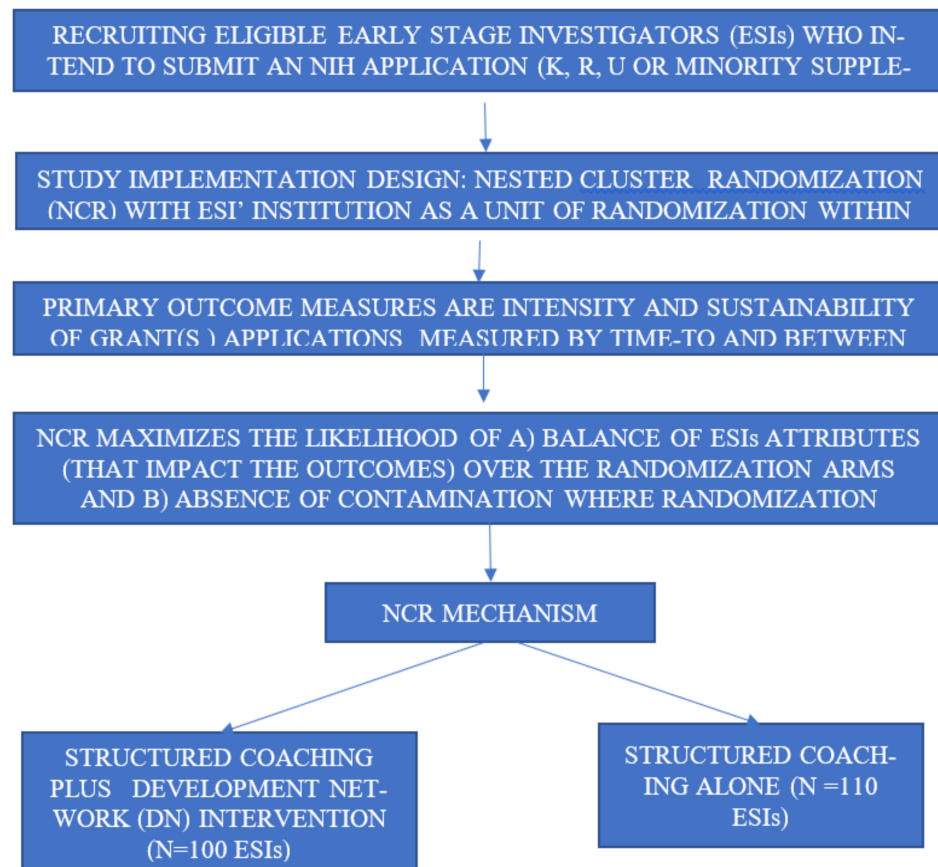 RECRUITING ELIGIBLE EARLY STAGE INVESTIGATORS (ESIs) WHO IN-
TEND TO SUBMIT AN NIH APPLICATION (K, R, U OR MINORITY SUPPLE-
STUDY IMPLEMENTATION DESIGN: NESTED CLUSTER RANDOMIZATION
(NCR) WITH ESI’ INSTITUTION AS A UNIT OF RANDOMIZATION WITHIN
PRIMARY OUTCOME MEASURES ARE INTENSITY AND SUSTAINABILITY
OF GRANT(S ) APPLICATIONS MEASURED BY TIME-TO AND BETWEEN
NCR MAXIMIZES THE LIKELIHOOD OF A) BALANCE OF ESIs ATTRIBUTES
(THAT IMPACT THE OUTCOMES) OVER THE RANDOMIZATION ARMS
AND B) ABSENCE OF CONTAMINATION WHERE RANDOMIZATION
NCR MECHANISM
STRUCTURED COACHING
PLUS DEVELOPMENT NET-
WORK (DN) INTERVENTION
(N=100 ESIs)
STRUCTURED COACH-
ING ALONE (N =110
ESIs)